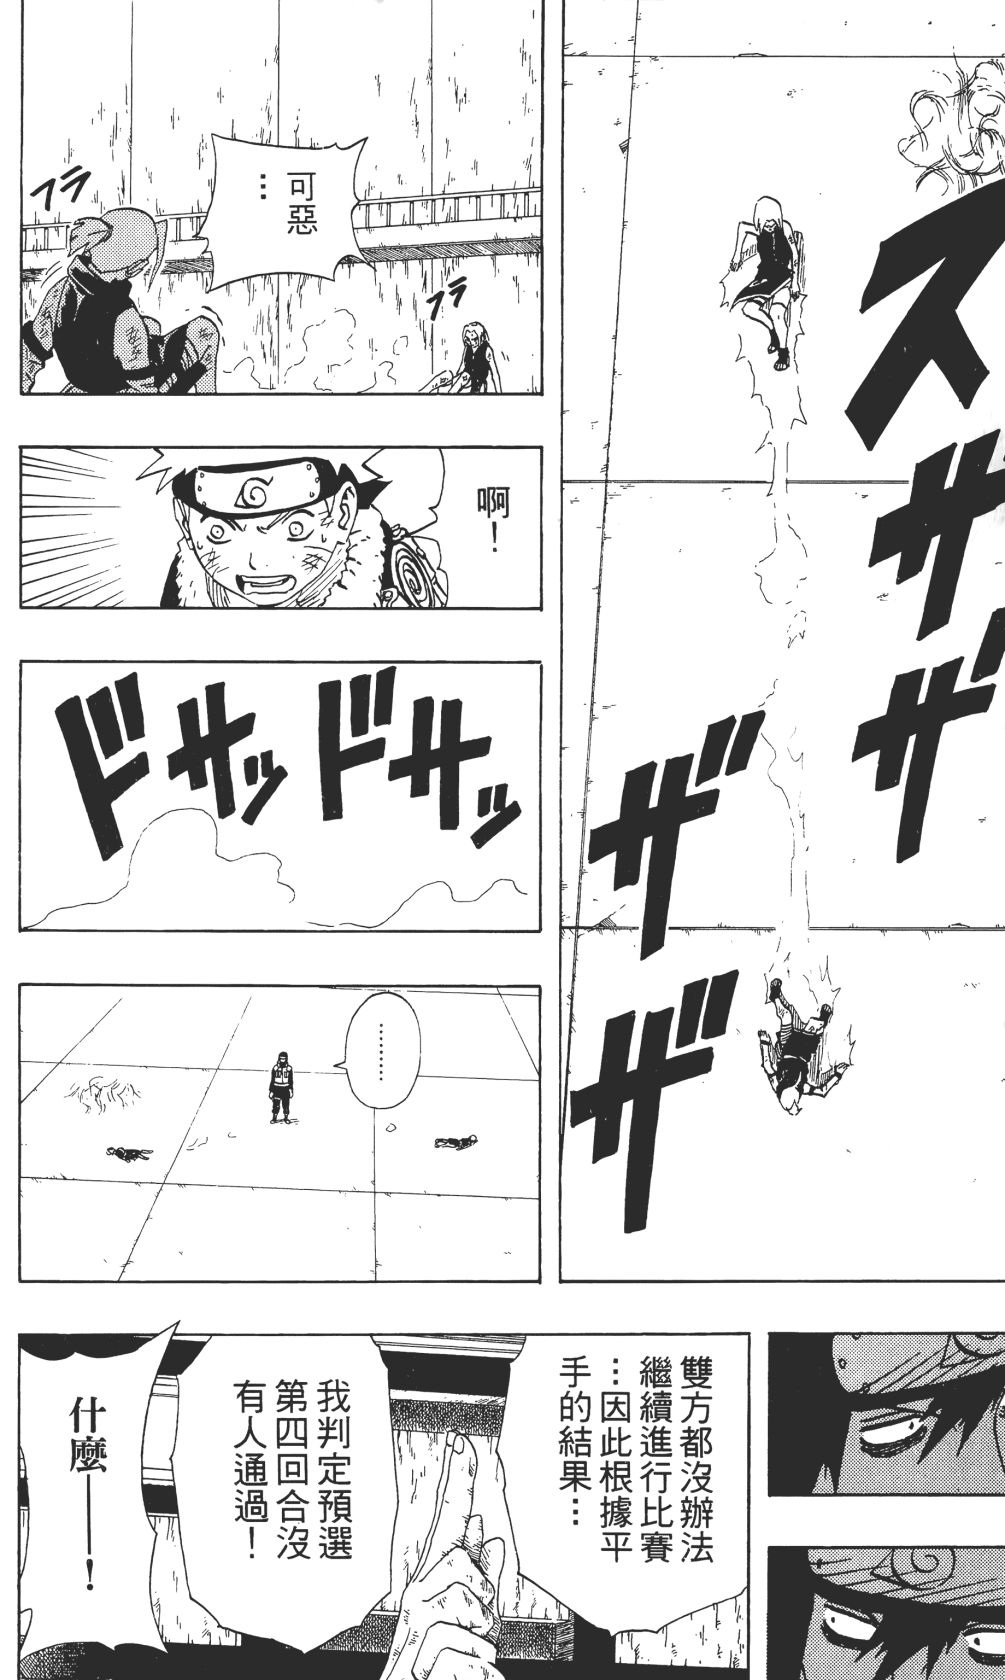 ズザザ
ザザ
可惡
…
フラ
フラ
啊！
ドサッ
ドサッ
………
雙方都沒辦法
繼續進行比賽
…因此根據平
手的結果…
我判定預選
第四回合沒
有人通過！
什麼——！